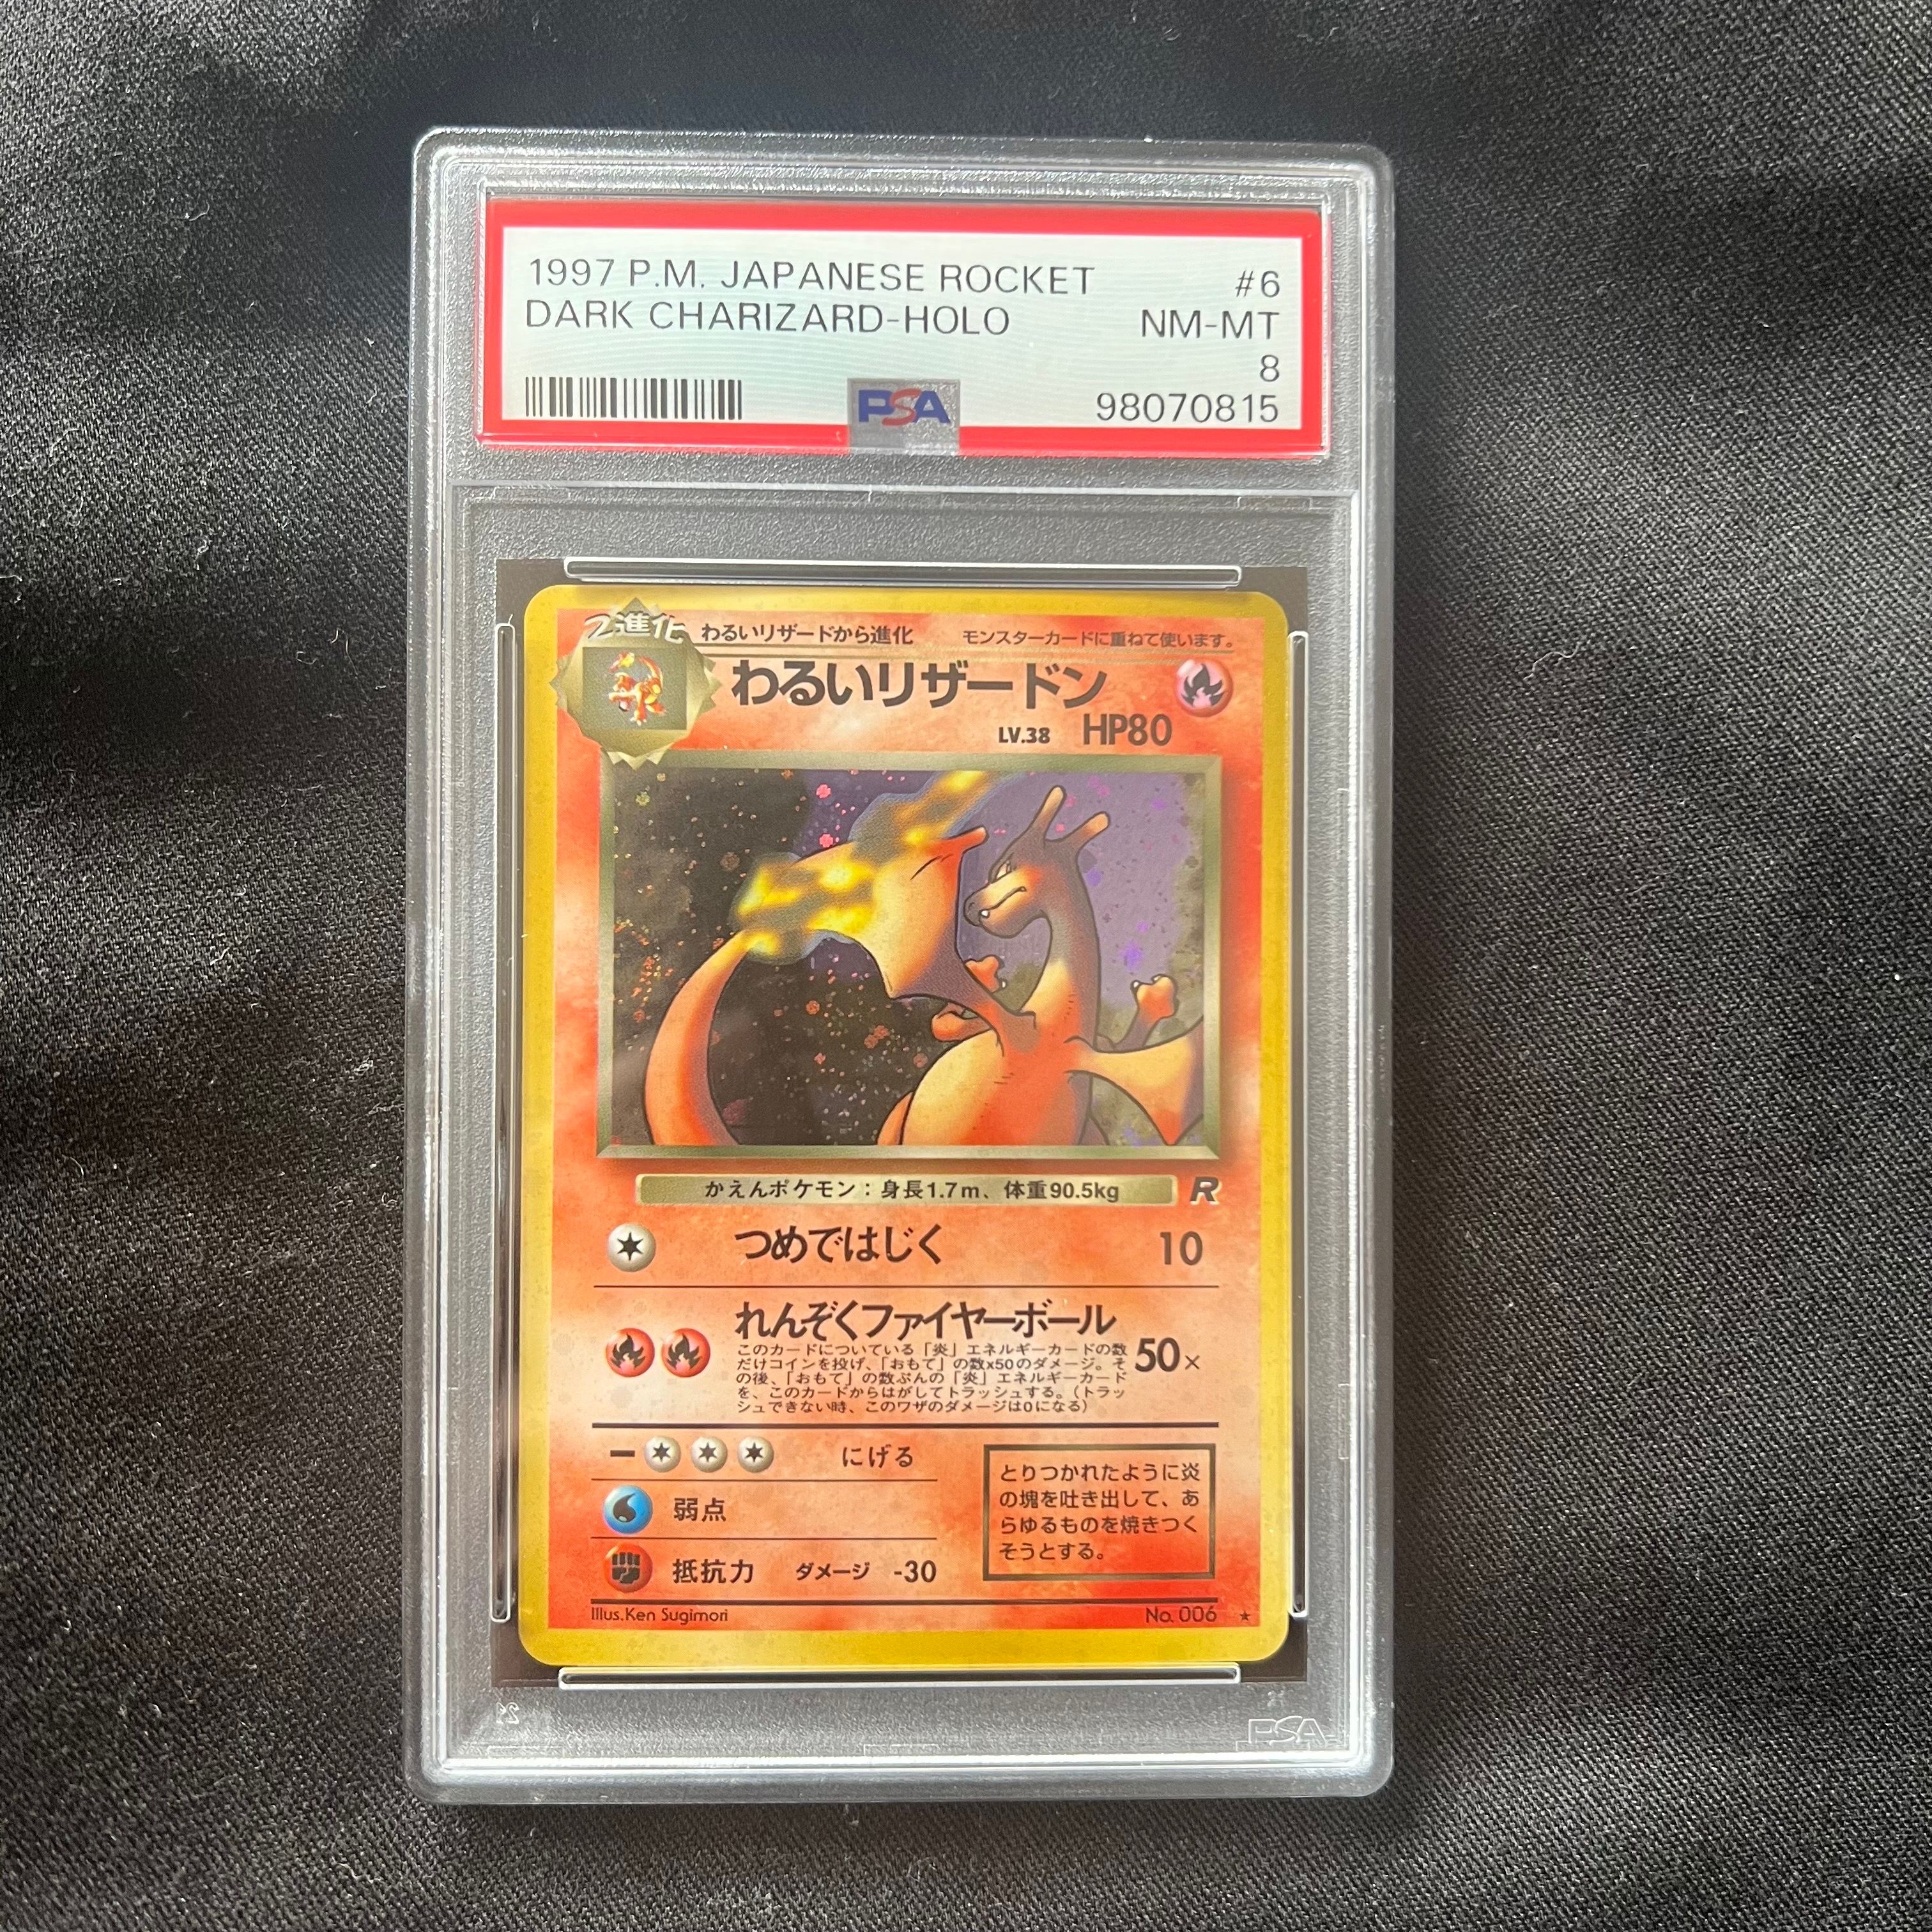 1997 P.M. JAPANESE ROCKET #6
DARK CHARIZARD-HOLO NM-MT
8
PSA 98070815
2進化 わるいリザードから進化 モンスターカードに重ねて使います。
わるいリザードン
LV.38 HP80
かえんポケモン：身長1.7m、体重90.5kg R
つめではじく 10
れんぞくファイヤーボール
このカードについている「炎」エネルギーカードの数
だけコインを投げ、「おもて」の数x50のダメージ。そ
の後、「おもて」の数ぶんの「炎」エネルギーカード
を、このカードからはがしてトラッシュする。（トラッ
シュできない時、このワザのダメージは0になる）
50×
にげる
弱点
抵抗力 ダメージ -30
とりつかれたように炎
の塊を吐き出して、あ
らゆるものを焼きつく
そうとする。
Illus.Ken Sugimori No. 006 ★
PSA